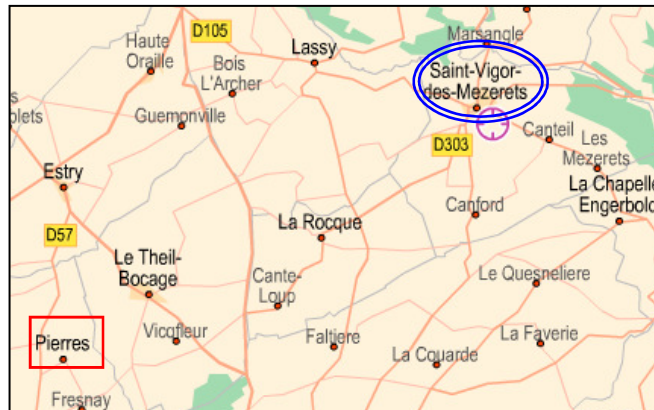 D105
Marsangle
Haute
Oraille
Lassy
Bois
L'Archer
Saint-Vigor-
des-Mezerets
Guemonville
Canteil
D303
Les
Mezerets
Estry
La Chapelle
Engerbold
D57
La Rocque
Canford
Le Theil-
Bocage
Cante-
Loup
Le Quesneliere
Pierres
Vicqfleur
Faltiere
La Faverie
La Couarde
Fresnay